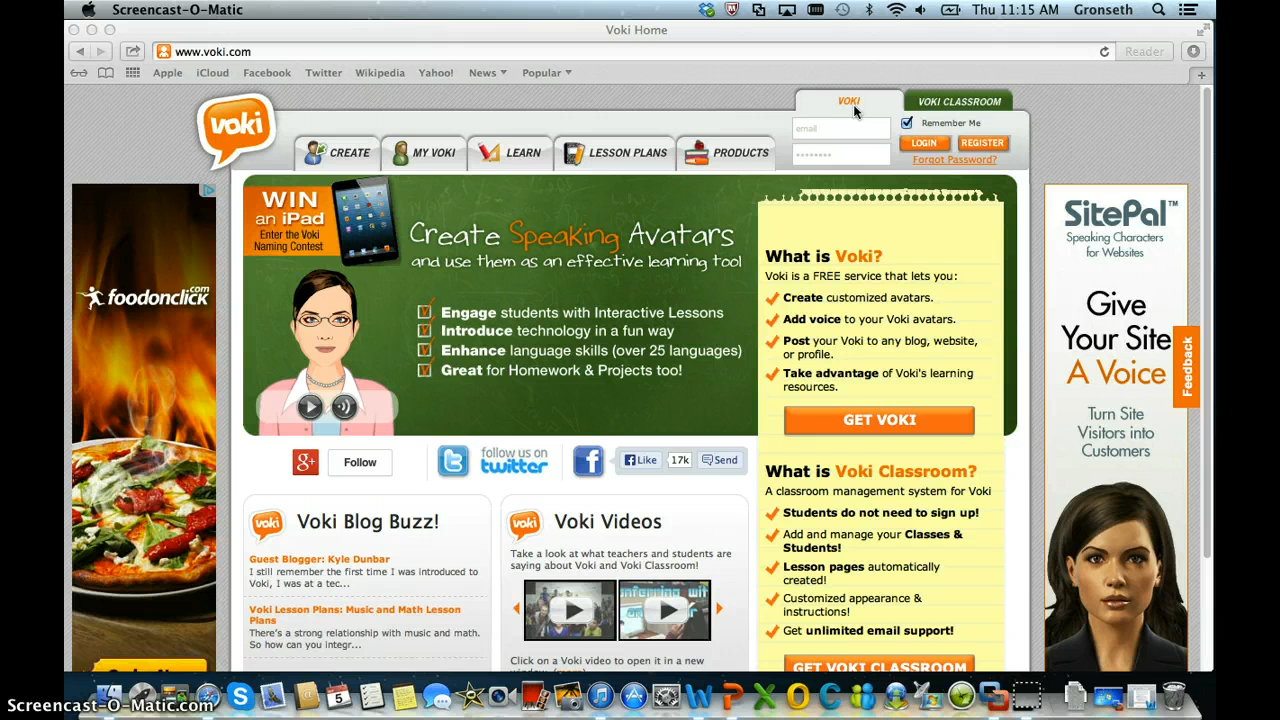 Screencast-O-Matic
Thu 11:15 AM Gronseth
Voki Home
www.voki.com
Reader
Apple iCloud Facebook Twitter Wikipedia Yahoo! News Popular
voki
VOKI VOKI CLASSROOM
email
Remember Me
LOGIN REGISTER
Forgot Password?
CREATE MY VOKI LEARN LESSON PLANS PRODUCTS
WIN
an iPad
Enter the Voki
Naming Contest
Create Speaking Avatars
and use them as an effective learning tool
Engage students with Interactive Lessons
Introduce technology in a fun way
Enhance language skills (over 25 languages)
Great for Homework & Projects too!
What is Voki?
Voki is a FREE service that lets you:
Create customized avatars.
Add voice to your Voki avatars.
Post your Voki to any blog, website,
or profile.
Take advantage of Voki's learning
resources.
GET VOKI
What is Voki Classroom?
A classroom management system for Voki
Students do not need to sign up!
Add and manage your Classes &
Students!
Lesson pages automatically
created!
Customized appearance &
instructions!
Get unlimited email support!
GET VOKI CLASSROOM
g+ Follow
follow us on
twitter
Like 17k Send
voki Voki Blog Buzz!
Guest Blogger: Kyle Dunbar
I still remember the first time I was introduced to
Voki, I was at a tec...
Voki Lesson Plans: Music and Math Lesson
Plans
There's a strong relationship with music and math.
So how can you integr...
voki Voki Videos
Take a look at what teachers and students are
saying about Voki and Voki Classroom!
Click on a Voki video to open it in a new
foodonclick.com
SitePal™
Speaking Characters
for Websites
Give
Your Site
A Voice
Turn Site
Visitors into
Customers
Feedback
Screencast-O-Matic.com